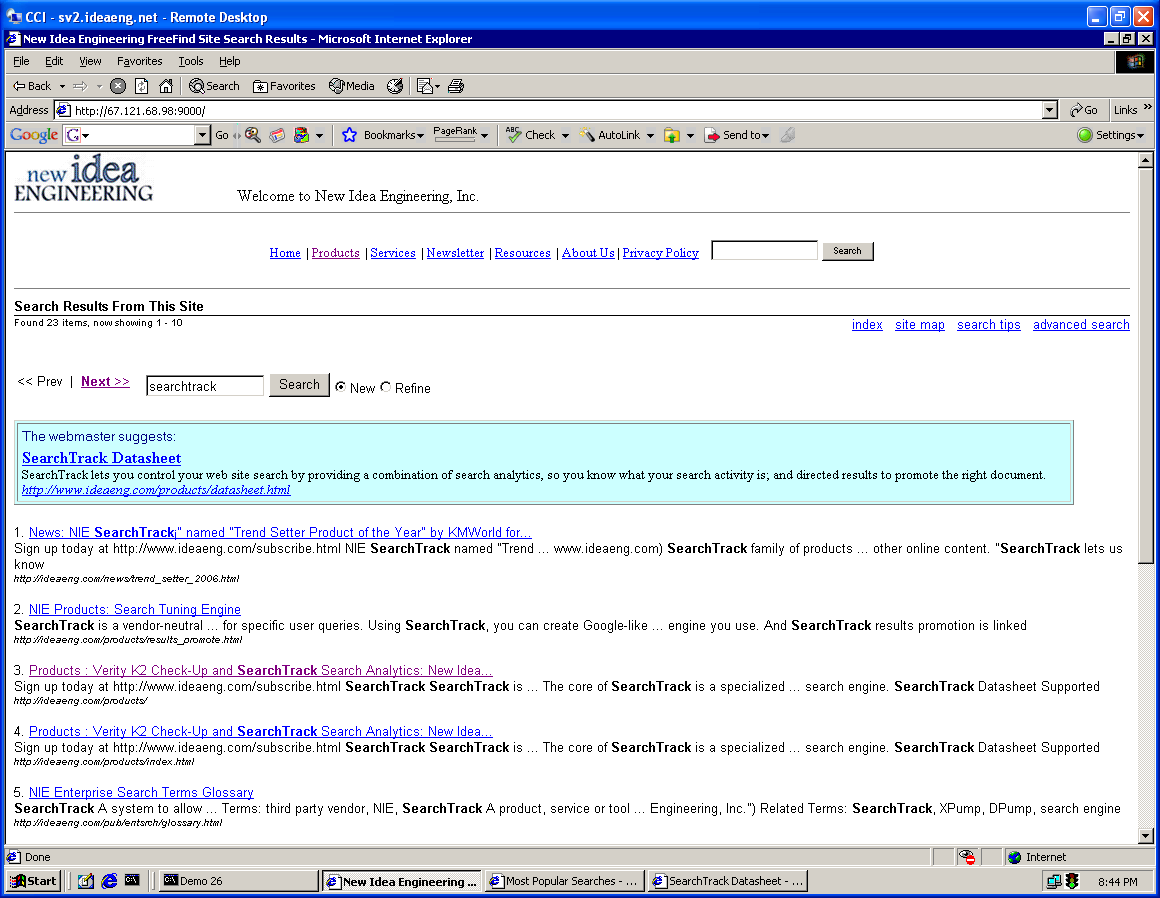 CCI - sv2.ideaeng.net - Remote Desktop
New Idea Engineering FreeFind Site Search Results - Microsoft Internet Explorer
File Edit View Favorites Tools Help
Back Search Favorites Media
Address http://67.121.68.98:9000/ Go Links »
Google G Go Bookmarks PageRank ABC Check AutoLink Send to Settings
new idea
ENGINEERING
Welcome to New Idea Engineering, Inc.
Home | Products | Services | Newsletter | Resources | About Us | Privacy Policy Search
Search Results From This Site
Found 23 items, now showing 1 - 10
index site map search tips advanced search
<< Prev | Next >> searchtrack Search New Refine
The webmaster suggests:
SearchTrack Datasheet
SearchTrack lets you control your web site search by providing a combination of search analytics, so you know what your search activity is; and directed results to promote the right document.
http://www.ideaeng.com/products/datasheet.html
1. News: NIE SearchTrack¡" named "Trend Setter Product of the Year" by KMWorld for...
Sign up today at http://www.ideaeng.com/subscribe.html NIE SearchTrack named "Trend ... www.ideaeng.com) SearchTrack family of products ... other online content. "SearchTrack lets us
know
http://ideaeng.com/news/trend_setter_2006.html
2. NIE Products: Search Tuning Engine
SearchTrack is a vendor-neutral ... for specific user queries. Using SearchTrack, you can create Google-like ... engine you use. And SearchTrack results promotion is linked
http://ideaeng.com/products/results_promote.html
3. Products : Verity K2 Check-Up and SearchTrack Search Analytics: New Idea...
Sign up today at http://www.ideaeng.com/subscribe.html SearchTrack SearchTrack is ... The core of SearchTrack is a specialized ... search engine. SearchTrack Datasheet Supported
http://ideaeng.com/products/
4. Products : Verity K2 Check-Up and SearchTrack Search Analytics: New Idea...
Sign up today at http://www.ideaeng.com/subscribe.html SearchTrack SearchTrack is ... The core of SearchTrack is a specialized ... search engine. SearchTrack Datasheet Supported
http://ideaeng.com/products/index.html
5. NIE Enterprise Search Terms Glossary
SearchTrack A system to allow ... Terms: third party vendor, NIE, SearchTrack A product, service or tool ... Engineering, Inc.") Related Terms: SearchTrack, XPump, DPump, search engine
http://ideaeng.com/pub/entsrch/glossary.html
Done Internet
Start Demo 26 New Idea Engineering ... Most Popular Searches - ... SearchTrack Datasheet - ... 8:44 PM